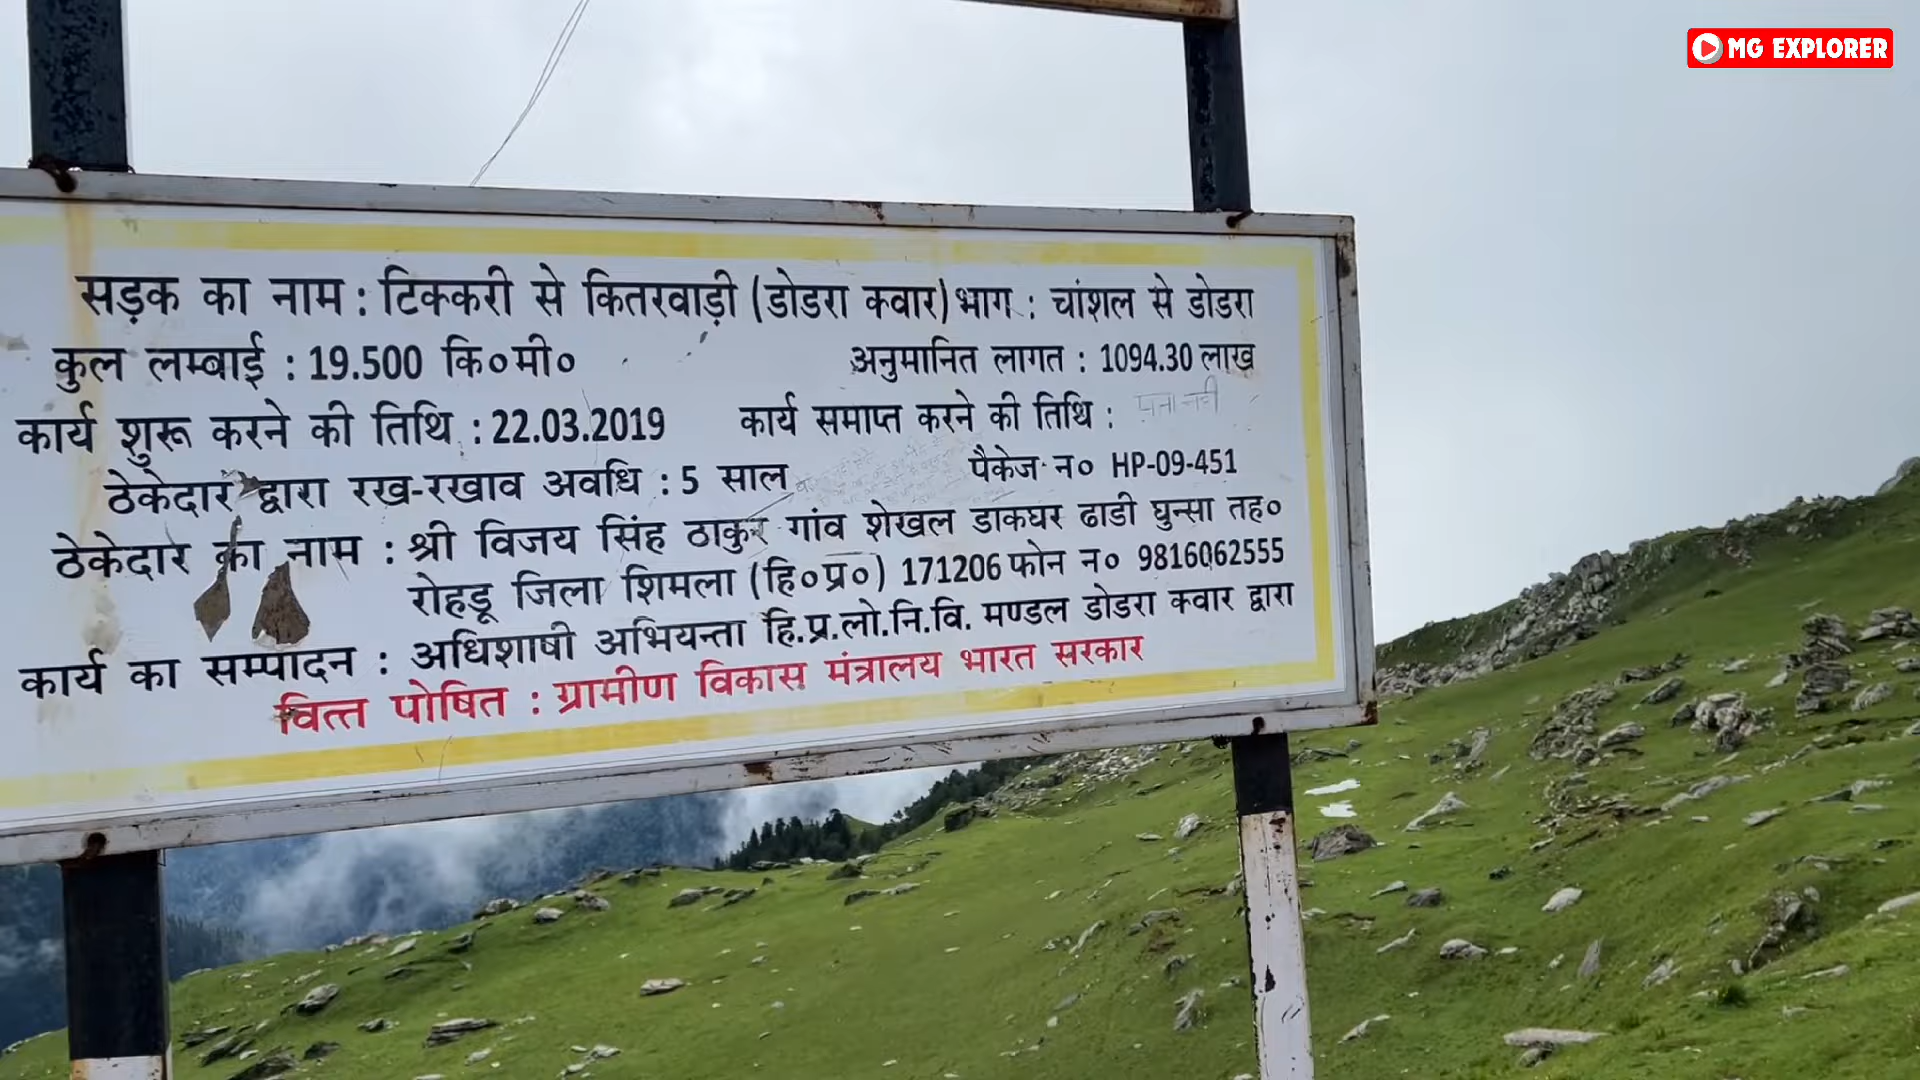 MG EXPLORER
सड़क का नाम : टिक्करी से कितरवाड़ी (डोडरा क्वार) भाग : चांशल से डोडरा
कुल लम्बाई : 19.500 कि०मी० अनुमानित लागत : 1094.30 लाख
कार्य शुरू करने की तिथि : 22.03.2019 कार्य समाप्त करने की तिथि :
ठेकेदार द्वारा रख-रखाव अवधि : 5 साल पैकेज न० HP-09-451
ठेकेदार का नाम : श्री विजय सिंह ठाकुर गांव शेखल डाकघर ढाडी घुन्सा तह०
रोहडू जिला शिमला (हि०प्र०) 171206 फोन न० 9816062555
कार्य का सम्पादन : अधिशाषी अभियन्ता हि.प्र.लो.नि.वि. मण्डल डोडरा क्वार द्वारा
वित्त पोषित : ग्रामीण विकास मंत्रालय भारत सरकार